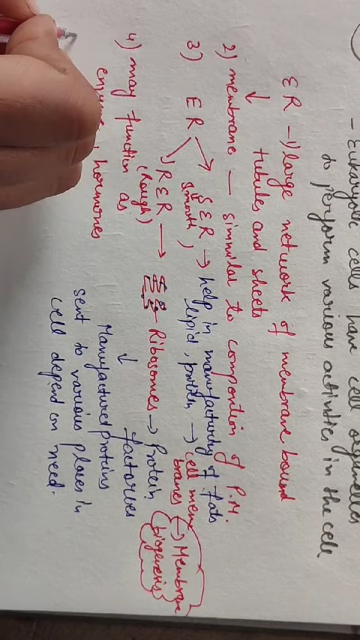 - Eukaryotic cells have cell organelles
to perform various activities in the cell
ER → 1) large network of membrane bound
↓
tubules and sheets
2) membrane — similar to composition of P.M.
3) ER
SER → help in manufacturing of fats
(Smooth) lipid, protein → cell mem
branes → Membrane
biogenesis
RER → Ribosomes → Protein
(Rough) factories
↓
Manufactured proteins
sent to various places in
cell depend on need.
4) may function as
enzyme, hormones